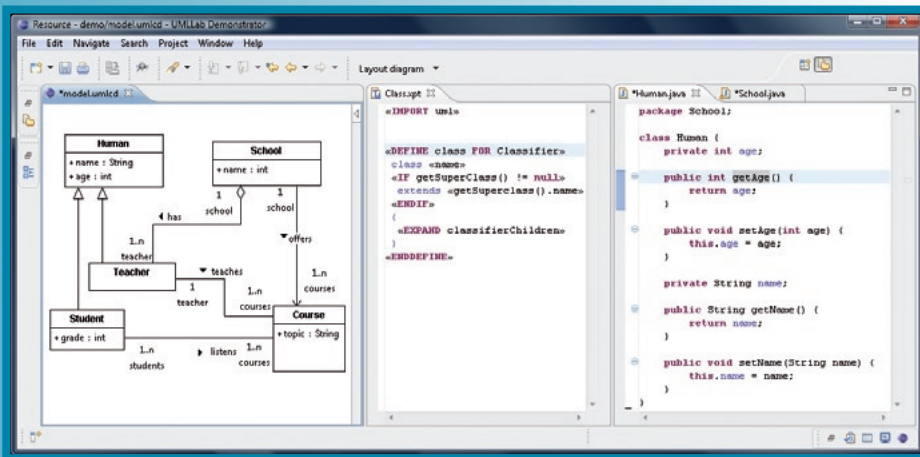 Resource - demo/model.umlcd - UMLLab Demonstrator
File Edit Navigate Search Project Window Help
Layout diagram
*model.umlcd
Human
+ name : String
+ age : int
School
+ name : int
1
school
1
school
has
offers
1..n
teacher
Teacher
teaches
1
teacher
1..n
courses
1..n
courses
Student
+ grade : int
Course
+ topic : String
1..n
students
listens
1..n
courses
Class.xpt
«IMPORT uml»
«DEFINE class FOR Classifier»
class «name»
«IF getSuperClass() != null»
extends «getSuperclass().name»
«ENDIF»
{
«EXPAND classifierChildren»
}
«ENDDEFINE»
*Human.java
*School.java
package School;
class Human {
private int age;
public int getAge() {
return age;
}
public void setAge(int age) {
this.age = age;
}
private String name;
public String getName() {
return name;
}
public void setName(String name) {
this.name = name;
}
}